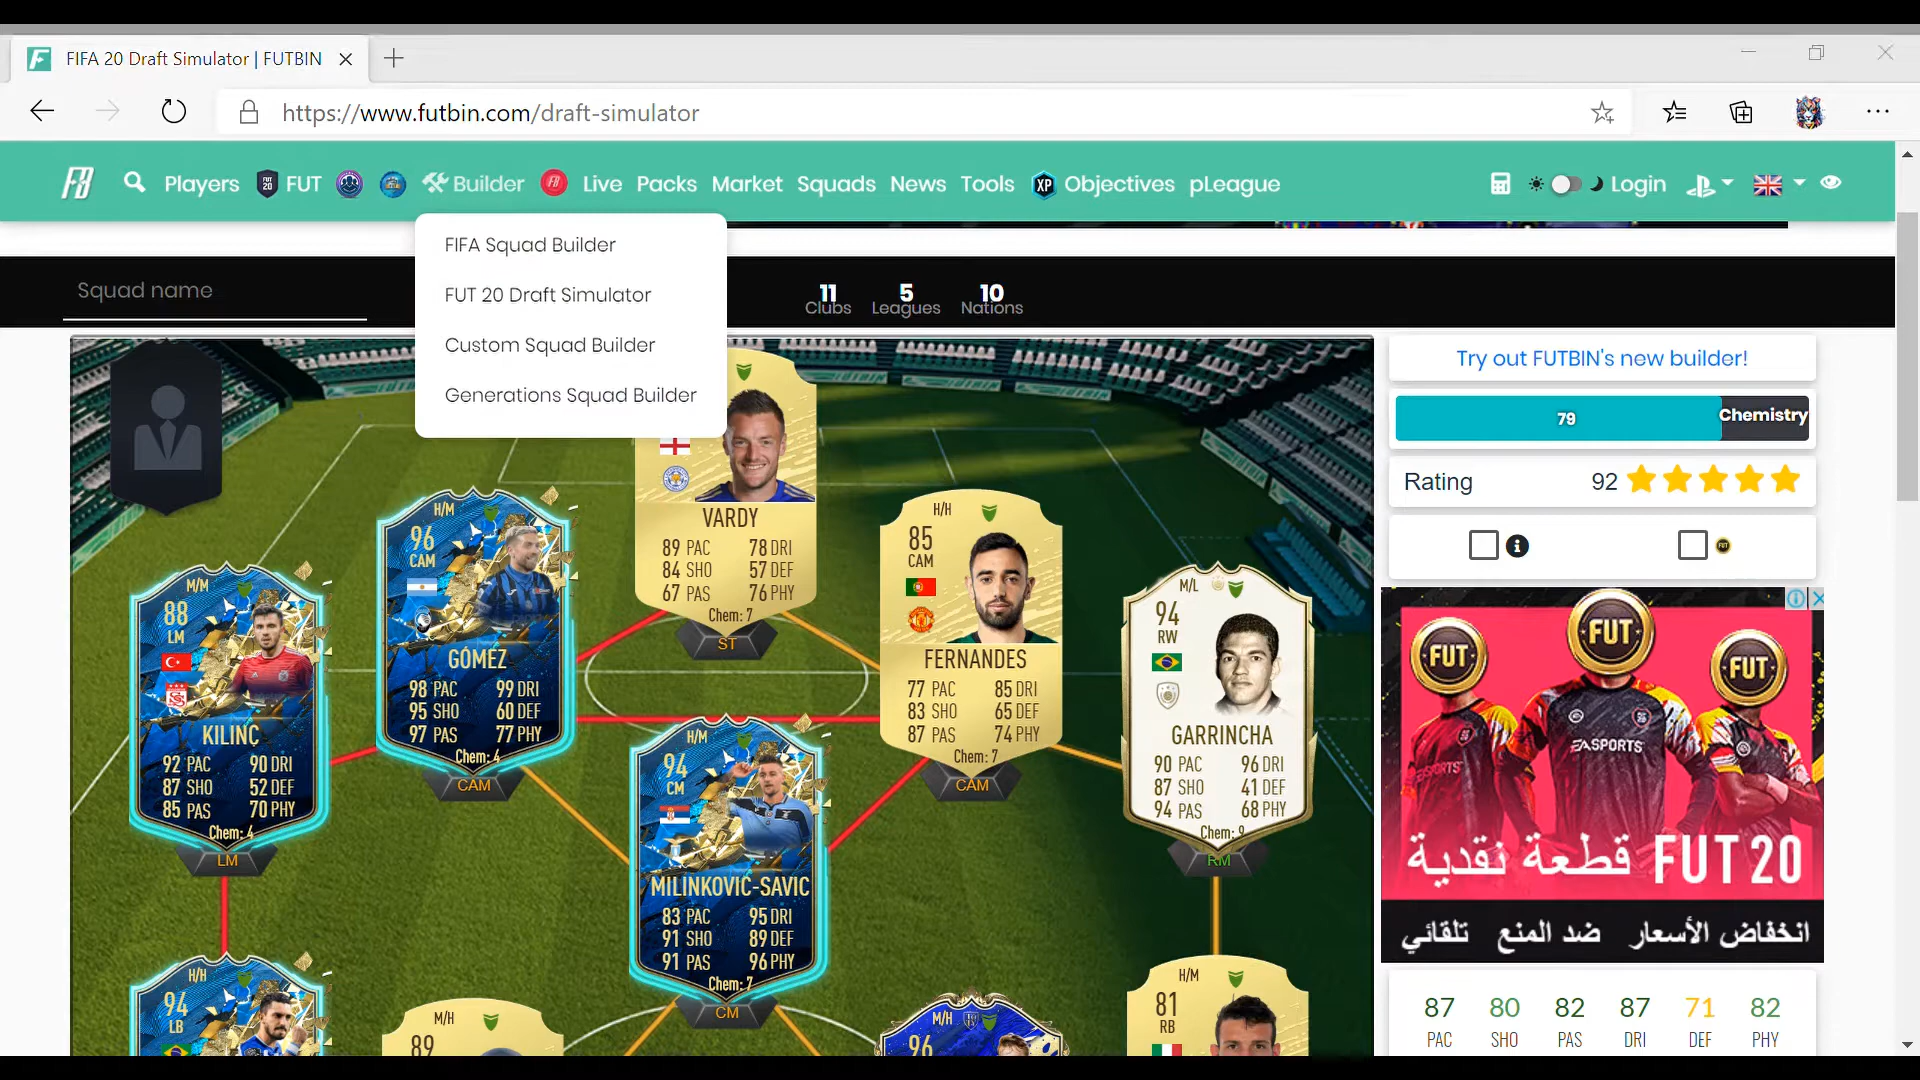 FIFA 20 Draft Simulator | FUTBIN
https://www.futbin.com/draft-simulator
Players FUT Builder Live Packs Market Squads News Tools XP Objectives pLeague Login
FIFA Squad Builder
FUT 20 Draft Simulator
Custom Squad Builder
Generations Squad Builder
Squad name
11 Clubs
5 Leagues
10 Nations
Try out FUTBIN's new builder!
79 Chemistry
Rating 92
VARDY
89 PAC 78 DRI
84 SHO 57 DEF
67 PAS 76 PHY
Chem: 7
ST
H/M
96
CAM
GÓMEZ
98 PAC 99 DRI
95 SHO 60 DEF
97 PAS 77 PHY
Chem: 4
CAM
H/H
85
CAM
FERNANDES
77 PAC 85 DRI
83 SHO 65 DEF
87 PAS 74 PHY
Chem: 7
CAM
M/M
88
LM
KILINÇ
92 PAC 90 DRI
87 SHO 52 DEF
85 PAS 70 PHY
Chem: 4
LM
M/L
94
RW
GARRINCHA
90 PAC 96 DRI
87 SHO 41 DEF
94 PAS 68 PHY
Chem: 9
RM
H/M
94
CM
MILINKOVIĆ-SAVIĆ
83 PAC 95 DRI
91 SHO 89 DEF
91 PAS 96 PHY
Chem: 7
CM
H/H
94
LB
M/H
89
M/H
96
H/M
81
RB
FUT
FUT
FUT
EA SPORTS
FUT 20 قطعة نقدية
انخفاض الأسعار ضد المنع تلقائي
87 80 82 87 71 82
PAC SHO PAS DRI DEF PHY